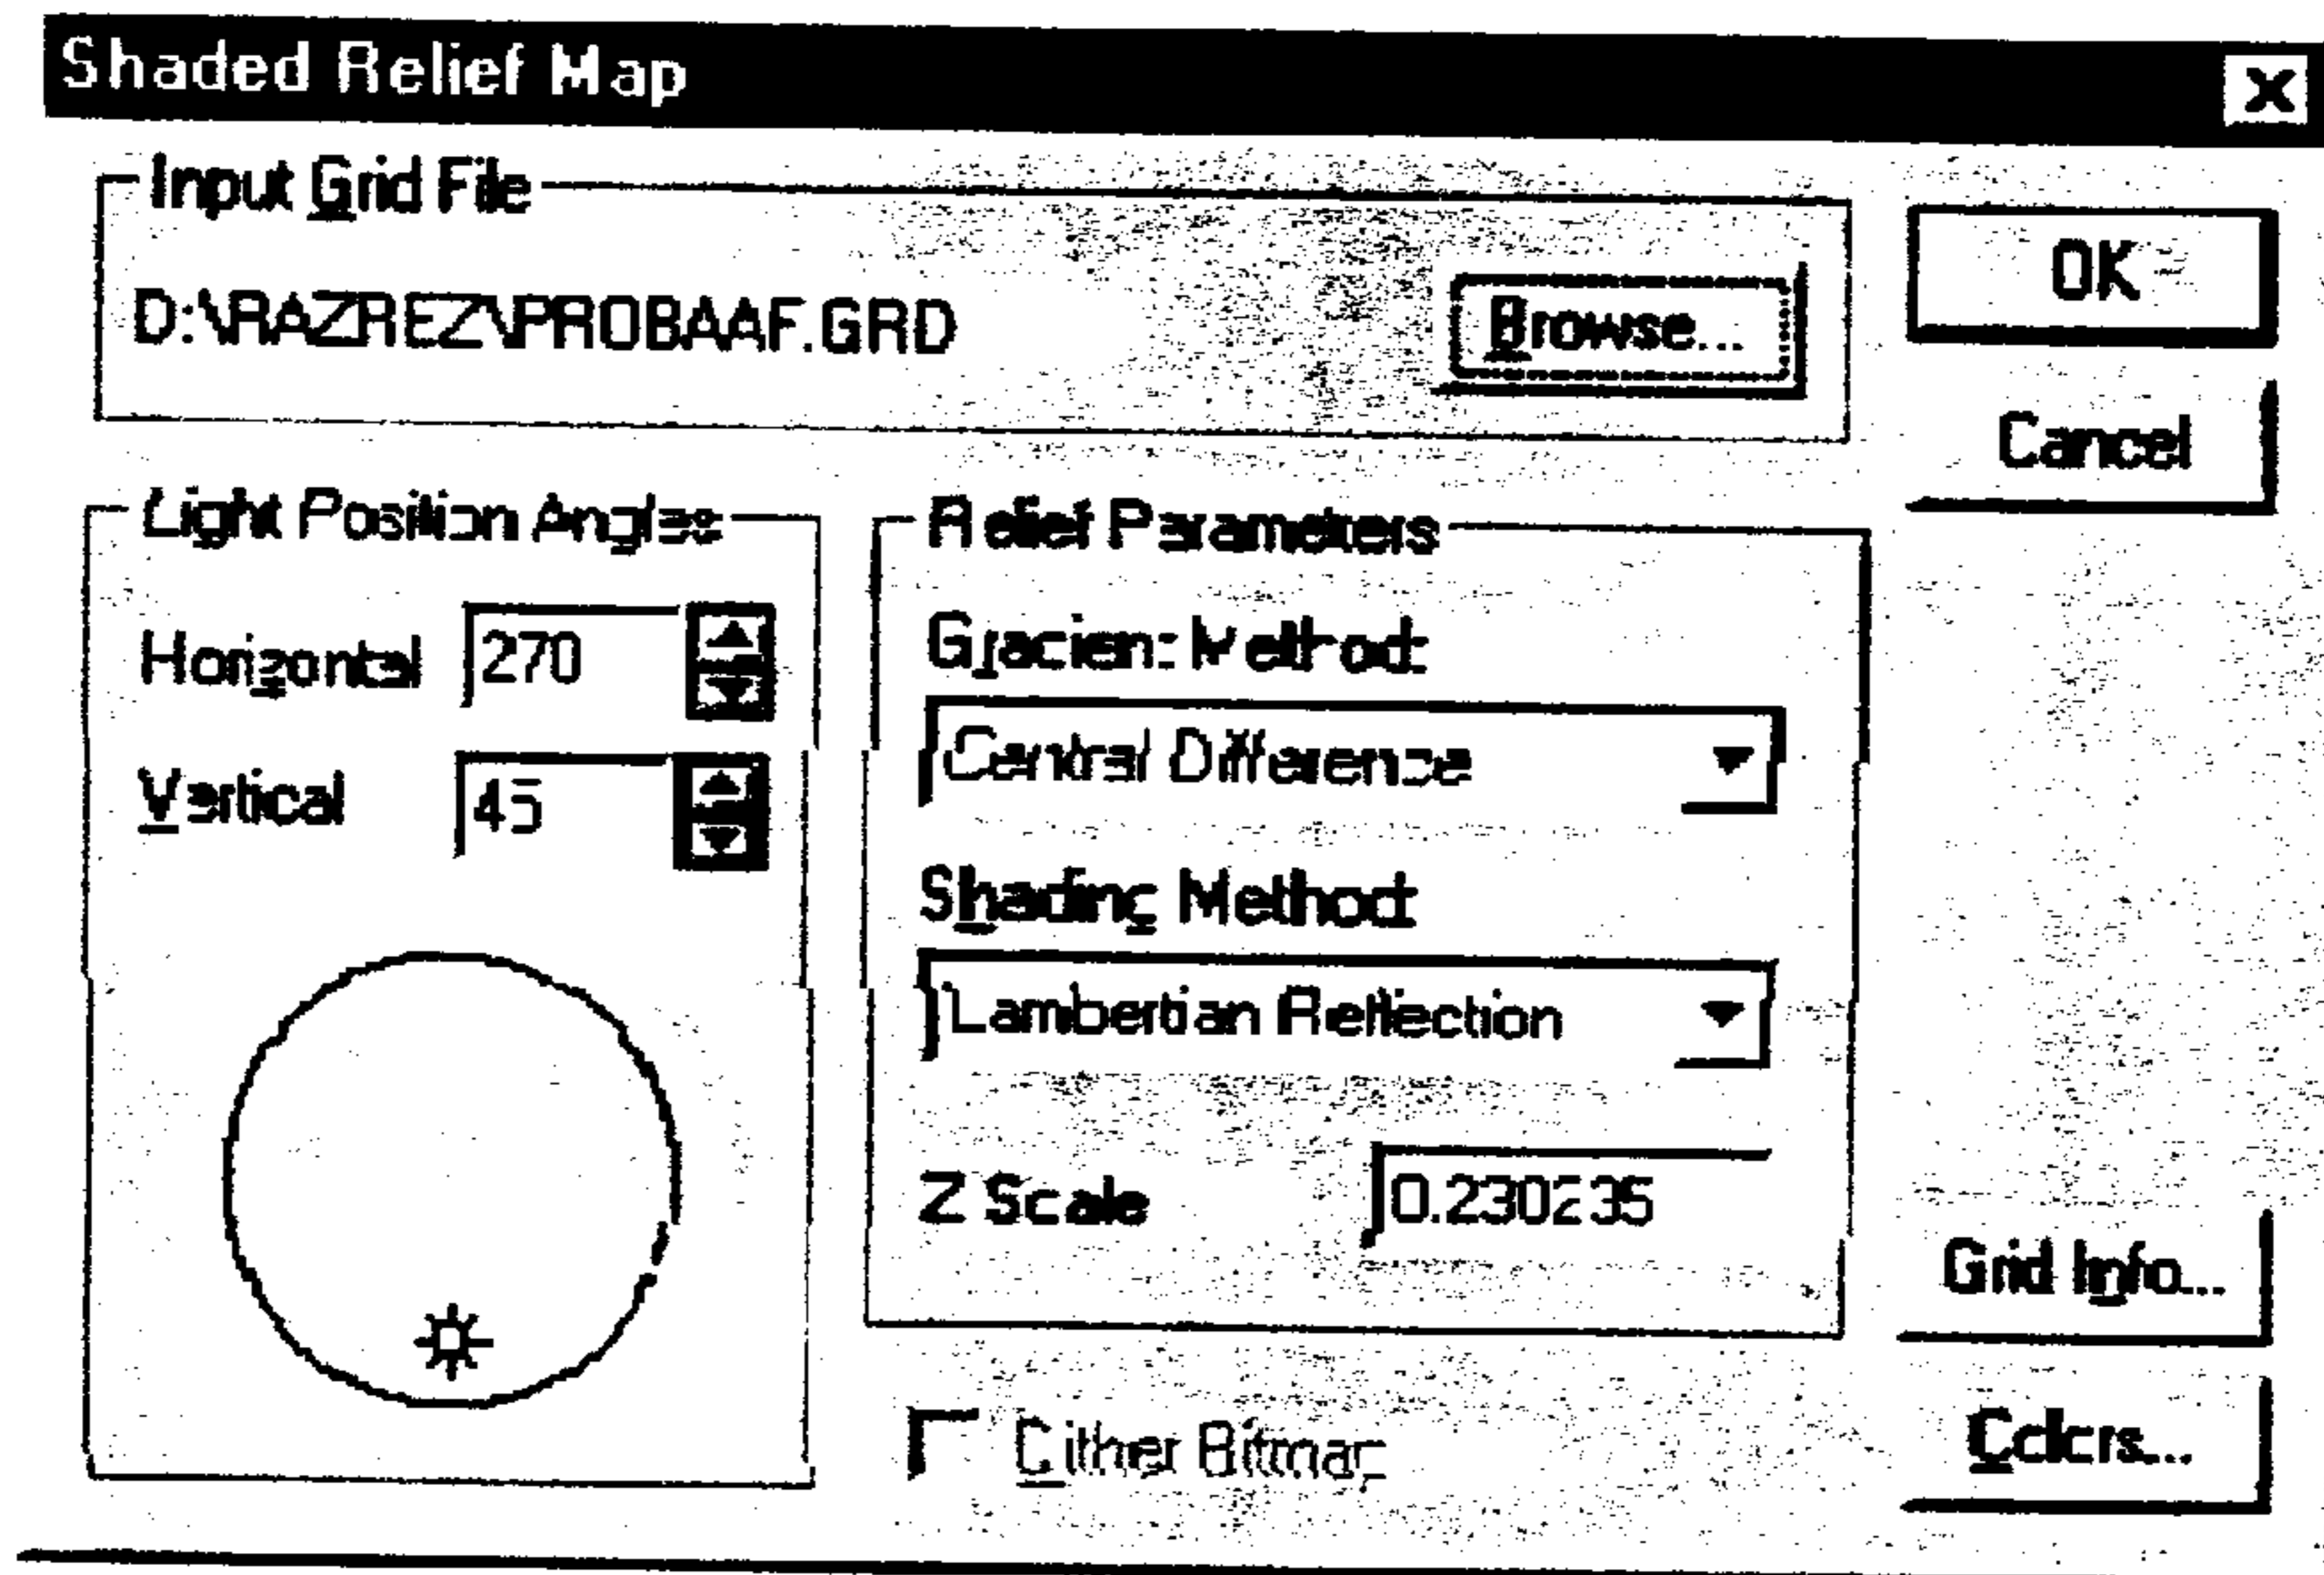 Shaded Relief Map
Input Grid File
D:\RAZREZ\PROBAAF.GRD
Browse...
OK
Cancel
Light Position Angles
Horizontal 270
Vertical 45
Relief Parameters
Gradient Method:
Central Difference
Shading Method:
Lambertian Reflection
Z Scale 0.230235
Dither Bitmap
Grid Info...
Colors...